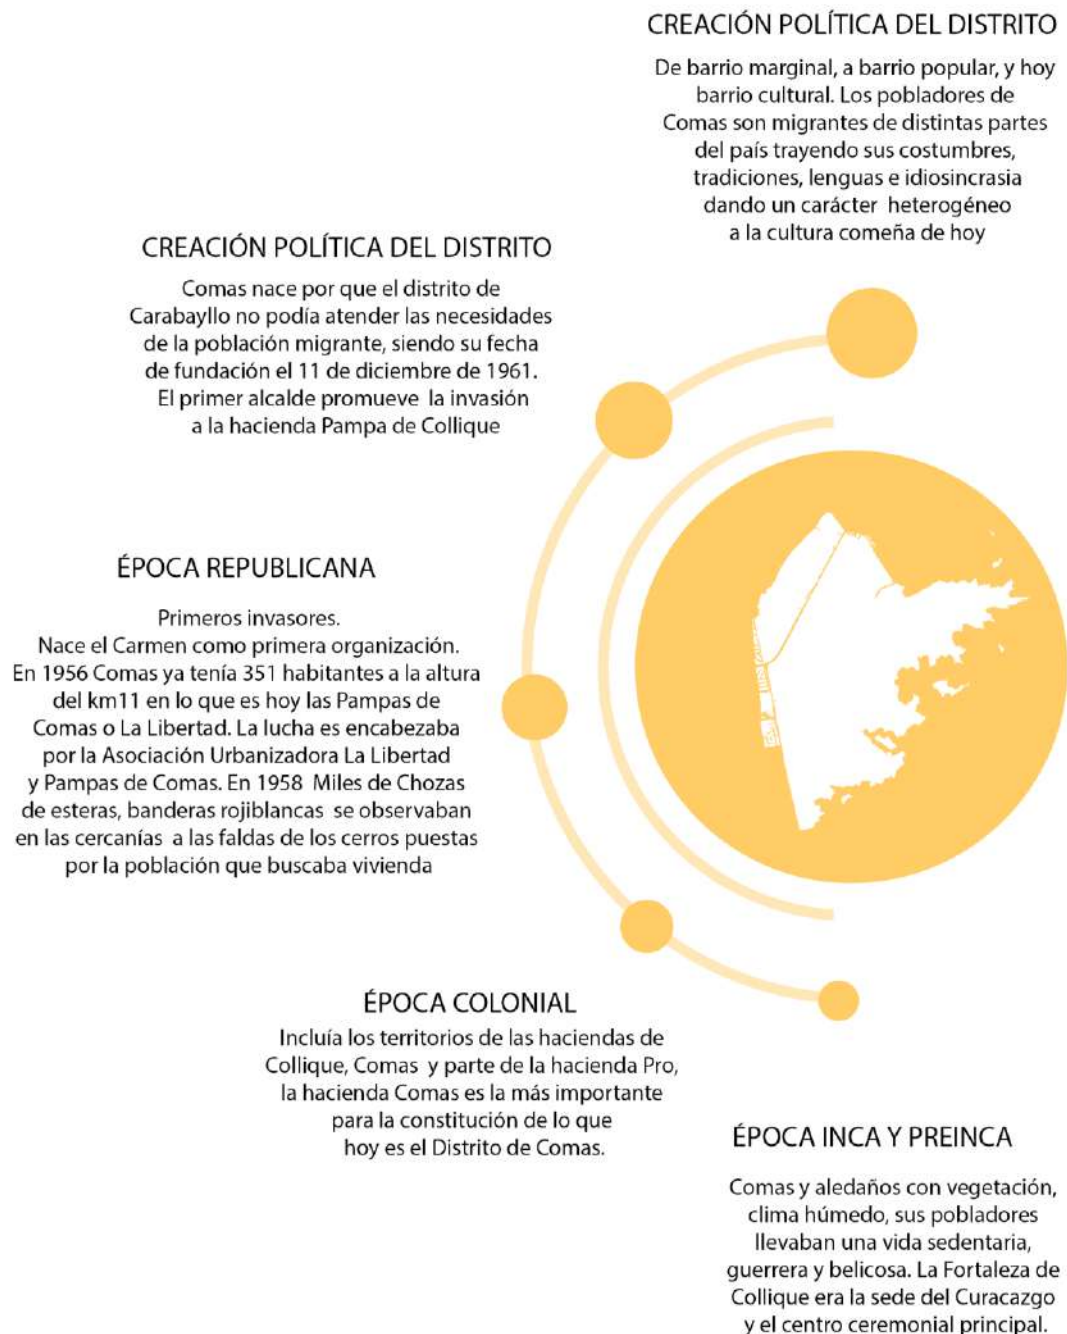 CREACIÓN POLÍTICA DEL DISTRITO
De barrio marginal, a barrio popular, y hoy
barrio cultural. Los pobladores de
Comas son migrantes de distintas partes
del país trayendo sus costumbres,
tradiciones, lenguas e idiosincrasia
dando un carácter heterogéneo
a la cultura comeña de hoy
CREACIÓN POLÍTICA DEL DISTRITO
Comas nace por que el distrito de
Carabayllo no podía atender las necesidades
de la población migrante, siendo su fecha
de fundación el 11 de diciembre de 1961.
El primer alcalde promueve la invasión
a la hacienda Pampa de Collique
ÉPOCA REPUBLICANA
Primeros invasores.
Nace el Carmen como primera organización.
En 1956 Comas ya tenía 351 habitantes a la altura
del km11 en lo que es hoy las Pampas de
Comas o La Libertad. La lucha es encabezaba
por la Asociación Urbanizadora La Libertad
y Pampas de Comas. En 1958 Miles de Chozas
de esteras, banderas rojiblancas se observaban
en las cercanías a las faldas de los cerros puestas
por la población que buscaba vivienda
ÉPOCA COLONIAL
Incluía los territorios de las haciendas de
Collique, Comas y parte de la hacienda Pro,
la hacienda Comas es la más importante
para la constitución de lo que
hoy es el Distrito de Comas.
ÉPOCA INCA Y PREINCA
Comas y aledaños con vegetación,
clima húmedo, sus pobladores
llevaban una vida sedentaria,
guerrera y belicosa. La Fortaleza de
Collique era la sede del Curacazgo
y el centro ceremonial principal.